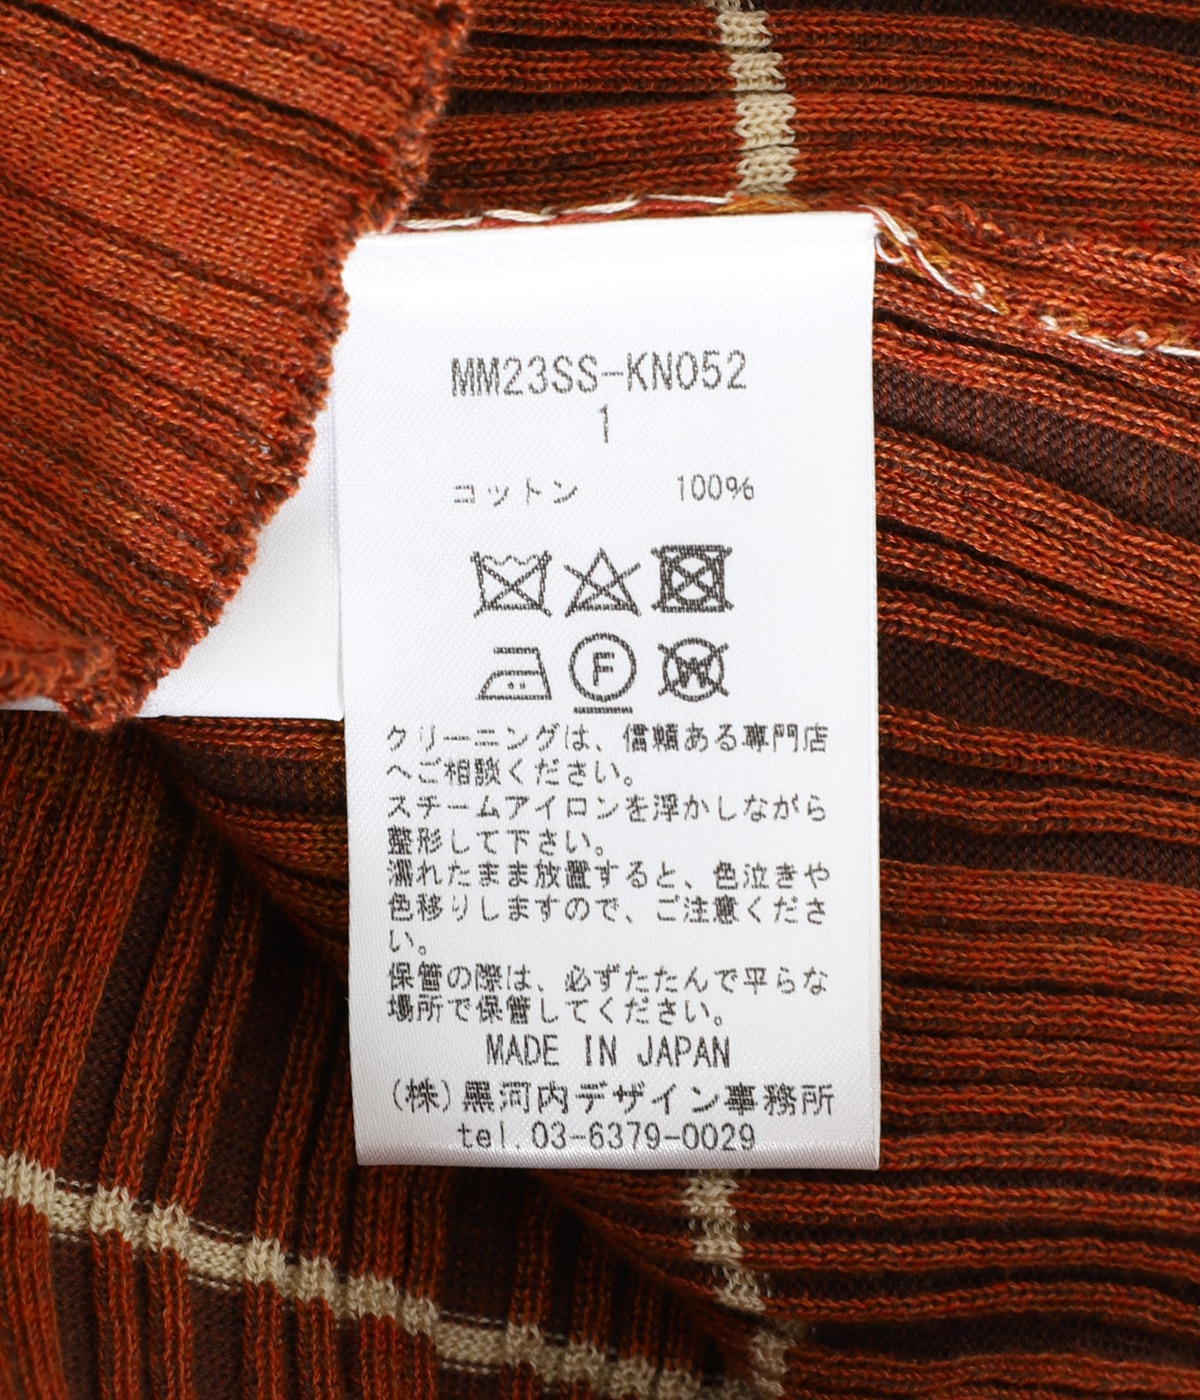 MM23SS-KN052
1
コットン 100%
F
W
クリーニングは、信頼ある専門店
へご相談ください。
スチームアイロンを浮かしながら
整形して下さい。
濡れたまま放置すると、色泣きや
色移りしますので、ご注意くださ
い。
保管の際は、必ずたたんで平らな
場所で保管してください。
MADE IN JAPAN
(株)黒河内デザイン事務所
tel.03-6379-0029